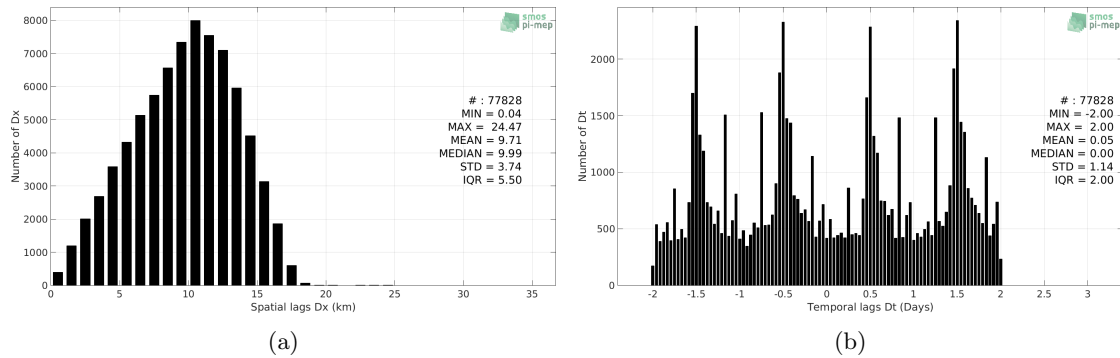 smos
pi-mep
8000
7000
6000
5000
4000
3000
2000
1000
0
Number of Dx
# : 77828
MIN = 0.04
MAX = 24.47
MEAN = 9.71
MEDIAN = 9.99
STD = 3.74
IQR = 5.50
0 5 10 15 20 25 30 35
Spatial lags Dx (km)
(a)
smos
pi-mep
2000
1500
1000
500
0
Number of Dt
# : 77828
MIN = -2.00
MAX = 2.00
MEAN = 0.05
MEDIAN = 0.00
STD = 1.14
IQR = 2.00
-2 -1.5 -1 -0.5 0 0.5 1 1.5 2 2.5 3
Temporal lags Dt (Days)
(b)